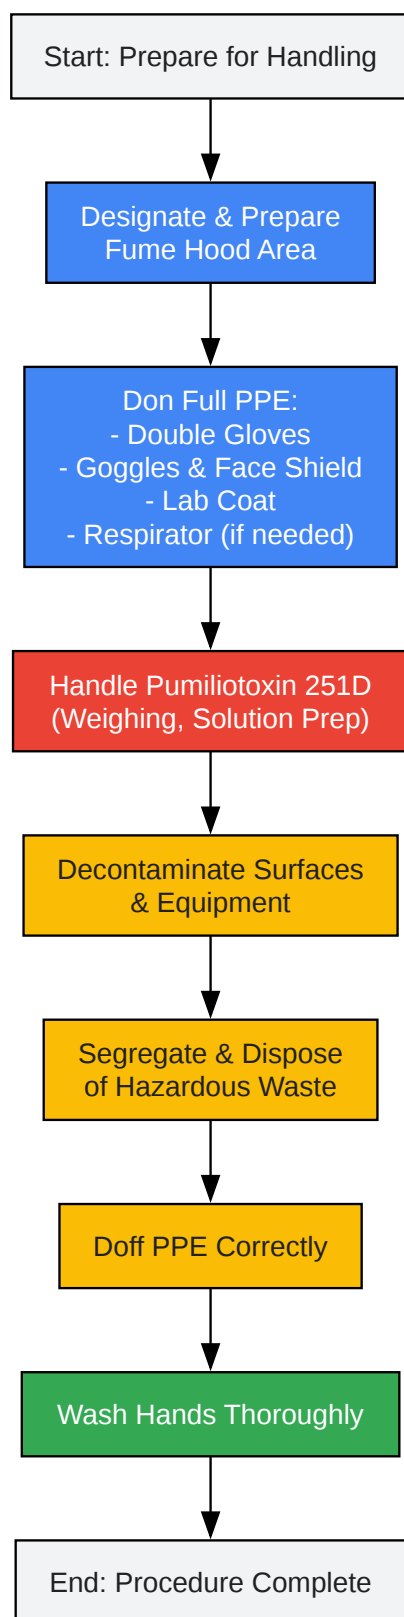 Start: Prepare for Handling
Designate & Prepare
Fume Hood Area
Don Full PPE:
- Double Gloves
- Goggles & Face Shield
- Lab Coat
- Respirator (if needed)
Handle Pumiliotoxin 251D
(Weighing, Solution Prep)
Decontaminate Surfaces
& Equipment
Segregate & Dispose
of Hazardous Waste
Doff PPE Correctly
Wash Hands Thoroughly
End: Procedure Complete